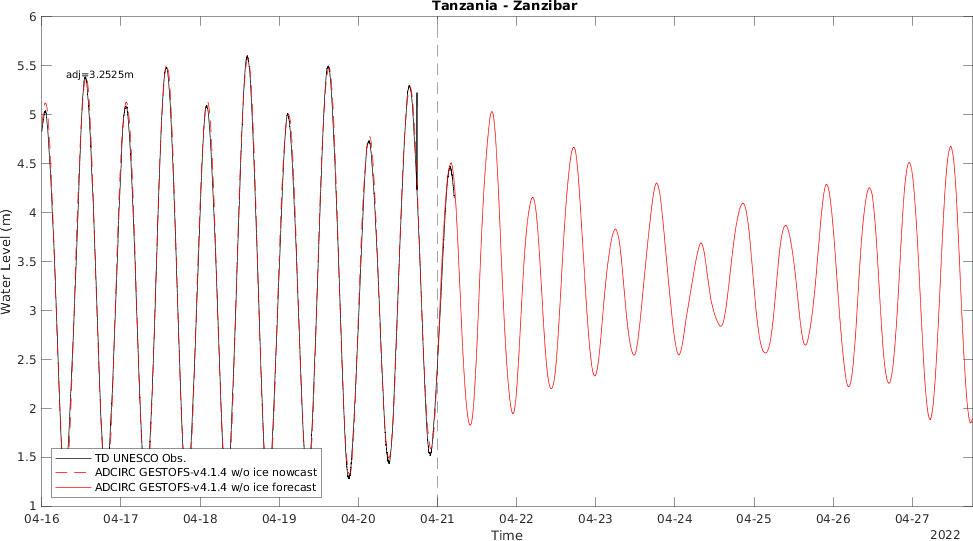 Tanzania - Zanzibar
6
5.5
5
4.5
4
3.5
3
2.5
2
1.5
1
Water Level (m)
adj=3.2525m
TD UNESCO Obs.
ADCIRC GESTOFS-v4.1.4 w/o ice nowcast
ADCIRC GESTOFS-v4.1.4 w/o ice forecast
04-16 04-17 04-18 04-19 04-20 04-21 04-22 04-23 04-24 04-25 04-26 04-27
Time
2022